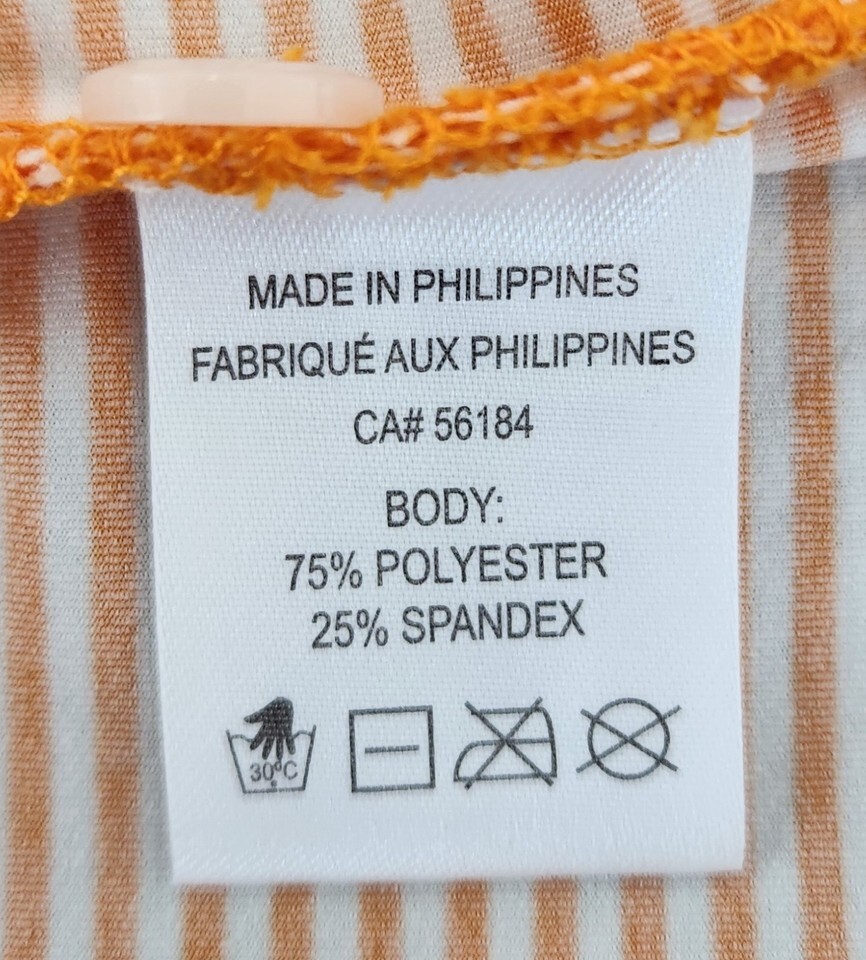 MADE IN PHILIPPINES
FABRIQUÉ AUX PHILIPPINES
CA# 56184
BODY:
75% POLYESTER
25% SPANDEX
30°C